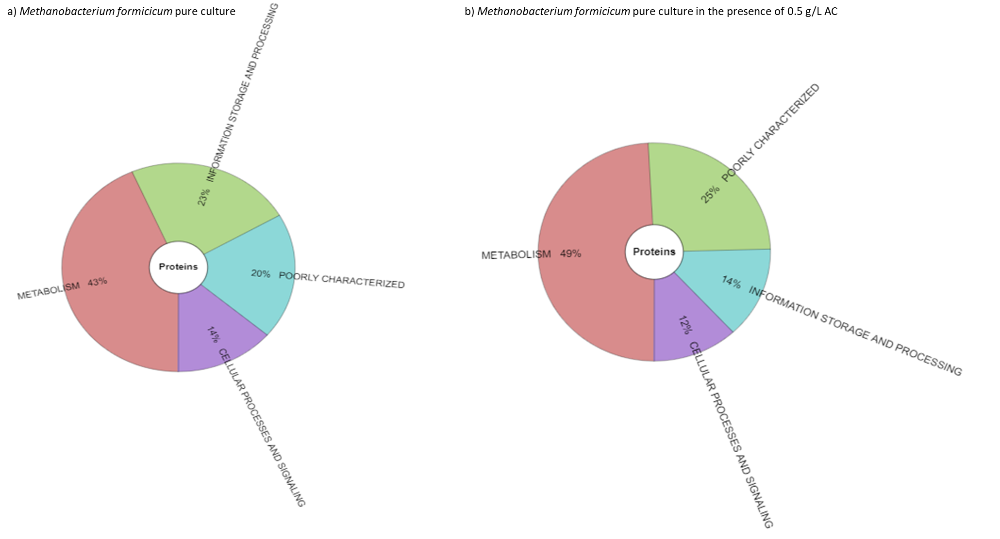 a) Methanobacterium formicicum pure culture
23% INFORMATION STORAGE AND PROCESSING
20% POORLY CHARACTERIZED
14% CELLULAR PROCESSES AND SIGNALING
METABOLISM 43%
Proteins
b) Methanobacterium formicicum pure culture in the presence of 0.5 g/L AC
25% POORLY CHARACTERIZED
14% INFORMATION STORAGE AND PROCESSING
12% CELLULAR PROCESSES AND SIGNALING
METABOLISM 49%
Proteins